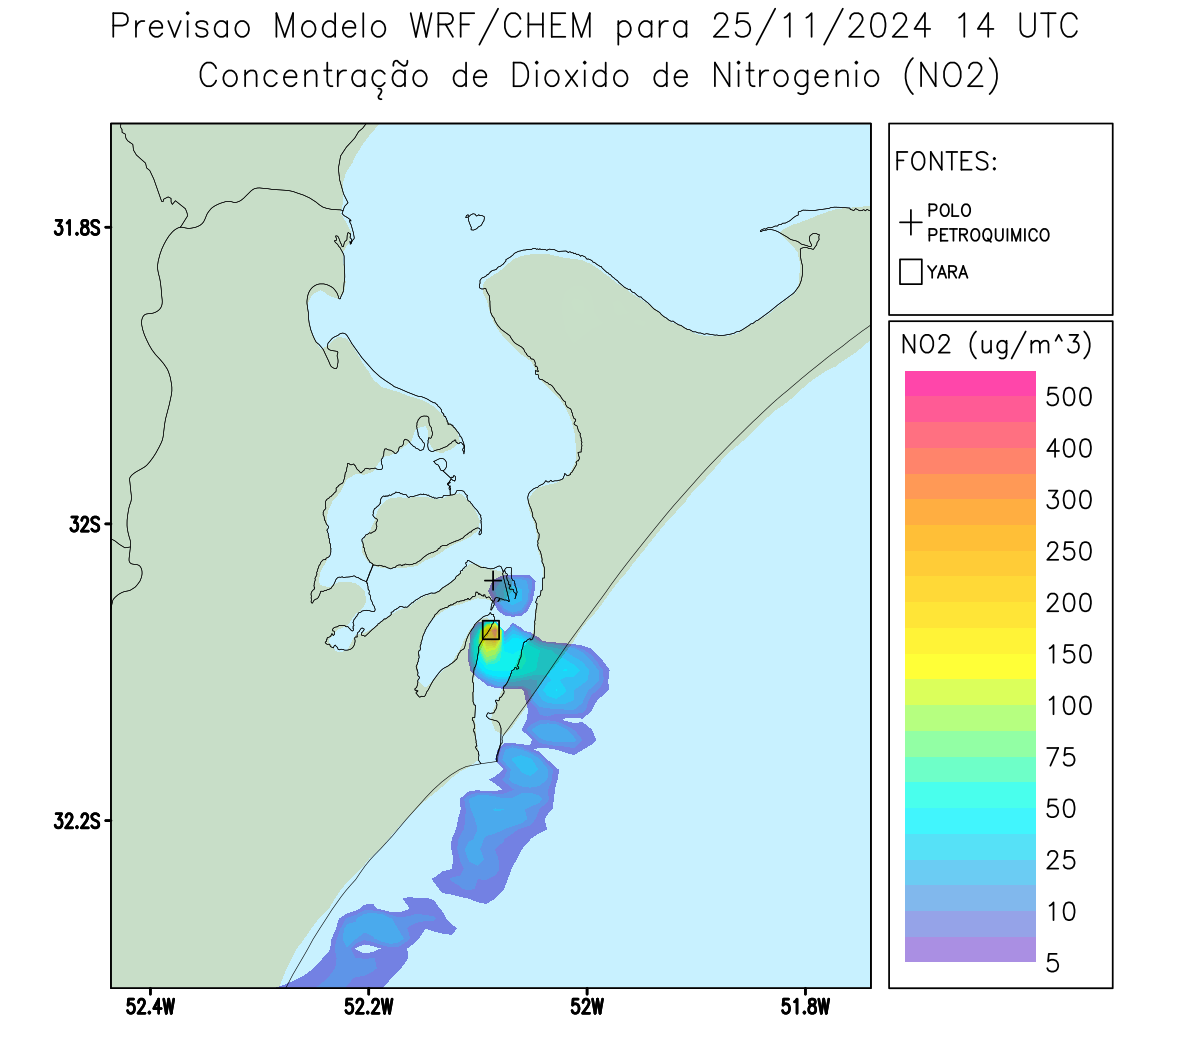 Previsao Modelo WRF/CHEM para 25/11/2024 14 UTC
Concentração de Dioxido de Nitrogenio (NO2)
FONTES:
POLO
PETROQUIMICO
YARA
NO2 (ug/m^3)
500
400
300
250
200
150
100
75
50
25
10
5
31.8S
32S
32.2S
52.4W
52.2W
52W
51.8W